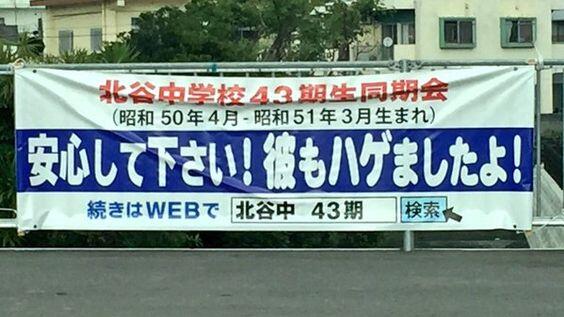 北谷中学校43期生同期会
(昭和50年4月-昭和51年3月生まれ)
安心して下さい!彼もハゲましたよ!
続きはWEBで 北谷中 43期 検索